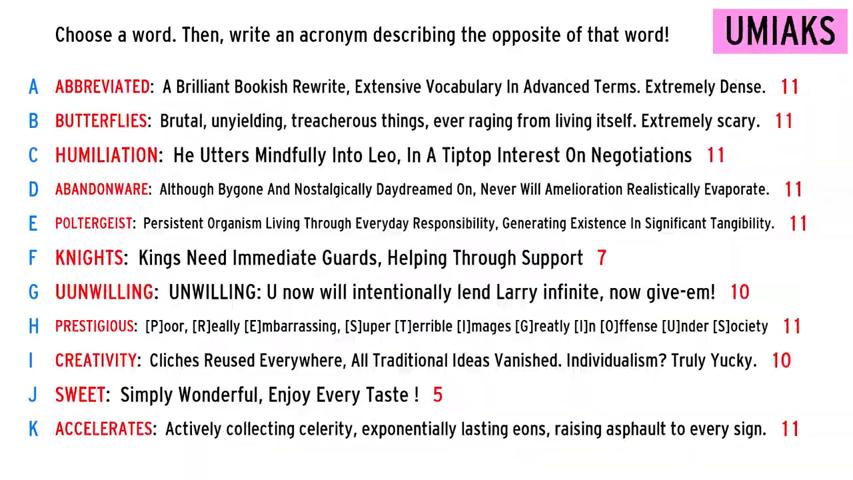 Choose a word. Then, write an acronym describing the opposite of that word!
UMIAKS
A ABBREVIATED: A Brilliant Bookish Rewrite, Extensive Vocabulary In Advanced Terms. Extremely Dense. 11
B BUTTERFLIES: Brutal, unyielding, treacherous things, ever raging from living itself. Extremely scary. 11
C HUMILIATION: He Utters Mindfully Into Leo, In A Tiptop Interest On Negotiations 11
D ABANDONWARE: Although Bygone And Nostalgically Daydreamed On, Never Will Amelioration Realistically Evaporate. 11
E POLTERGEIST: Persistent Organism Living Through Everyday Responsibility, Generating Existence In Significant Tangibility. 11
F KNIGHTS: Kings Need Immediate Guards, Helping Through Support 7
G UUNWILLING: UNWILLING: U now will intentionally lend Larry infinite, now give-em! 10
H PRESTIGIOUS: [P]oor, [R]eally [E]mbarrassing, [S]uper [T]errible [I]mages [G]reatly [I]n [O]ffense [U]nder [S]ociety 11
I CREATIVITY: Cliches Reused Everywhere, All Traditional Ideas Vanished. Individualism? Truly Yucky. 10
J SWEET: Simply Wonderful, Enjoy Every Taste ! 5
K ACCELERATES: Actively collecting celerity, exponentially lasting eons, raising asphault to every sign. 11